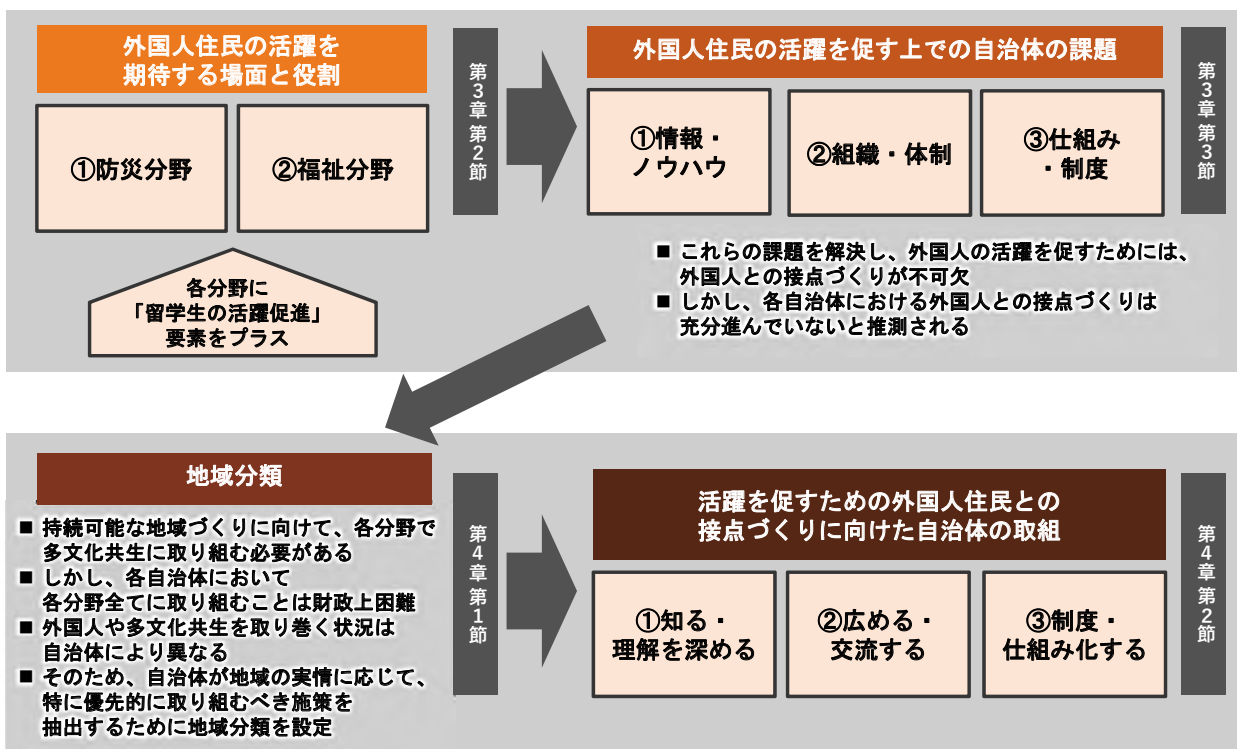 外国人住民の活躍を
期待する場面と役割
①防災分野
②福祉分野
各分野に
「留学生の活躍促進」
要素をプラス
第3章 第2節
外国人住民の活躍を促す上での自治体の課題
①情報・
ノウハウ
②組織・体制
③仕組み
・制度
■ これらの課題を解決し、外国人の活躍を促すためには、
外国人との接点づくりが不可欠
■ しかし、各自治体における外国人との接点づくりは
充分進んでいないと推測される
第3章 第3節
地域分類
■ 持続可能な地域づくりに向けて、各分野で
多文化共生に取り組む必要がある
■ しかし、各自治体において
各分野全てに取り組むことは財政上困難
■ 外国人や多文化共生を取り巻く状況は
自治体により異なる
■ そのため、自治体が地域の実情に応じて、
特に優先的に取り組むべき施策を
抽出するために地域分類を設定
第4章 第1節
活躍を促すための外国人住民との
接点づくりに向けた自治体の取組
①知る・
理解を深める
②広める・
交流する
③制度・
仕組み化する
第4章 第2節